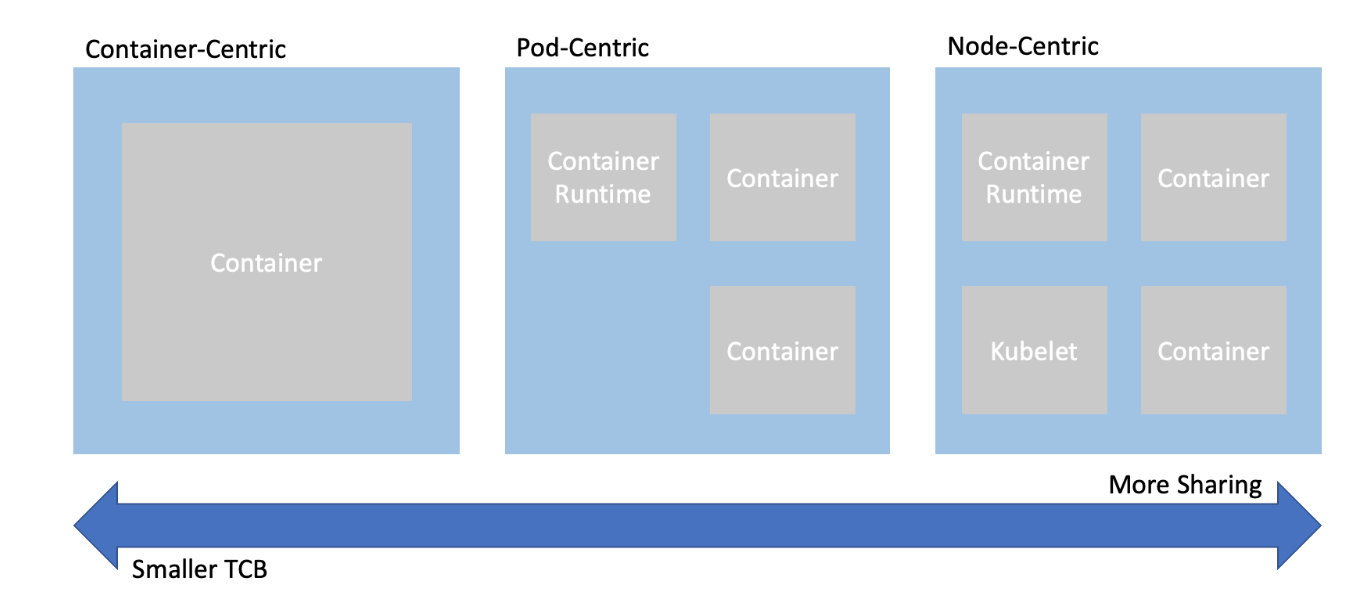 Container-Centric
Container
Pod-Centric
Container
Runtime
Container
Container
Node-Centric
Container
Runtime
Container
Kubelet
Container
More Sharing
Smaller TCB